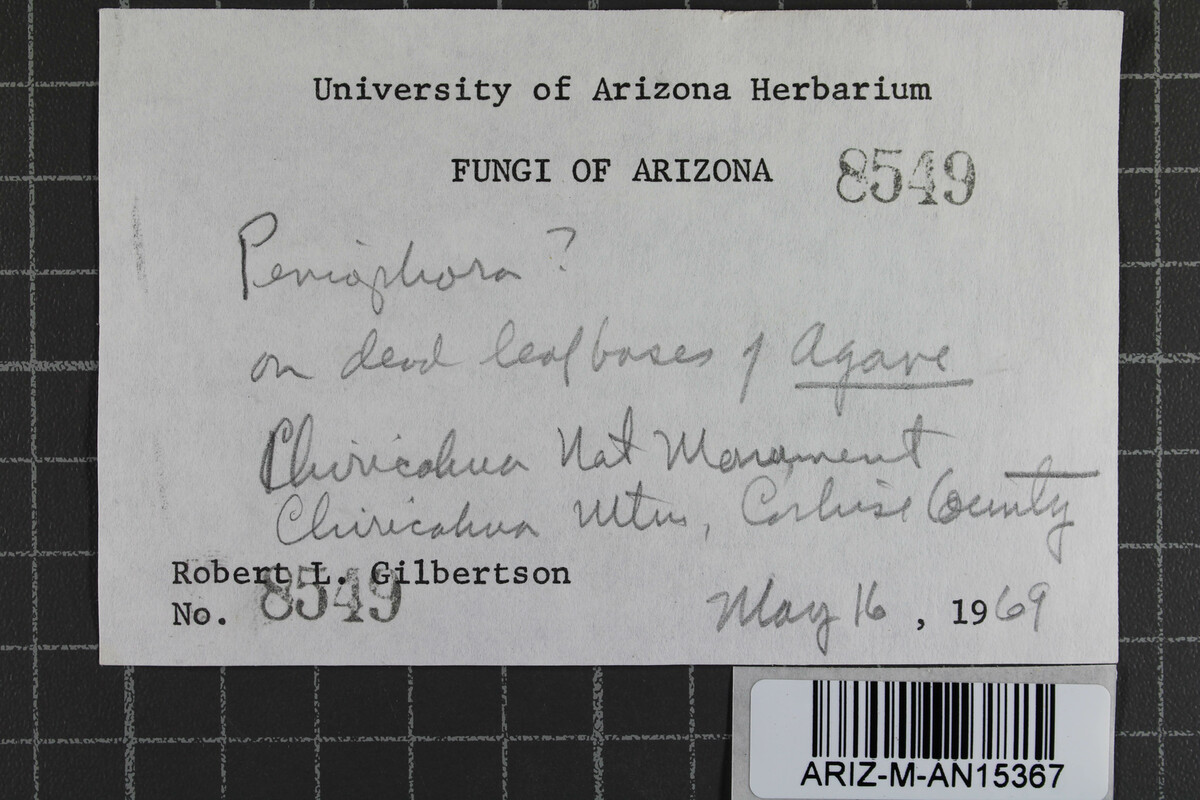 University of Arizona Herbarium
FUNGI OF ARIZONA 8549
Peniophora ?
on dead leaf bases of Agave
Chiricahua Nat Monument
Chiricahua Mtns, Cochise County
Robert L. Gilbertson
No. 8549
May 16, 1969
ARIZ-M-AN15367